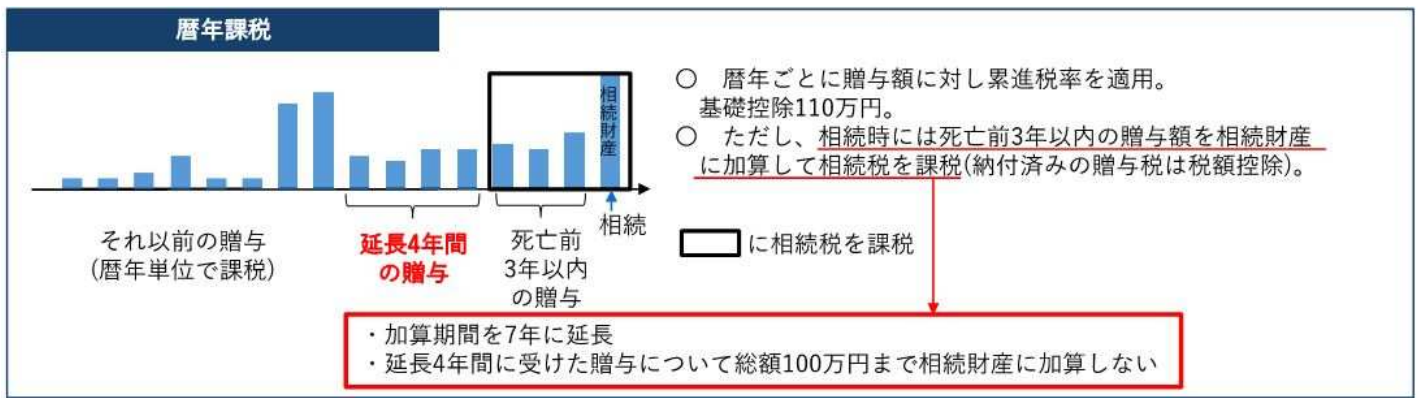 暦年課税
相続財産
〇 暦年ごとに贈与額に対し累進税率を適用。
基礎控除110万円。
〇 ただし、相続時には死亡前3年以内の贈与額を相続財産
に加算して相続税を課税(納付済みの贈与税は税額控除)。
それ以前の贈与
(暦年単位で課税)
延長4年間
の贈与
死亡前
3年以内
の贈与
相続
に相続税を課税
・加算期間を7年に延長
・延長4年間に受けた贈与について総額100万円まで相続財産に加算しない